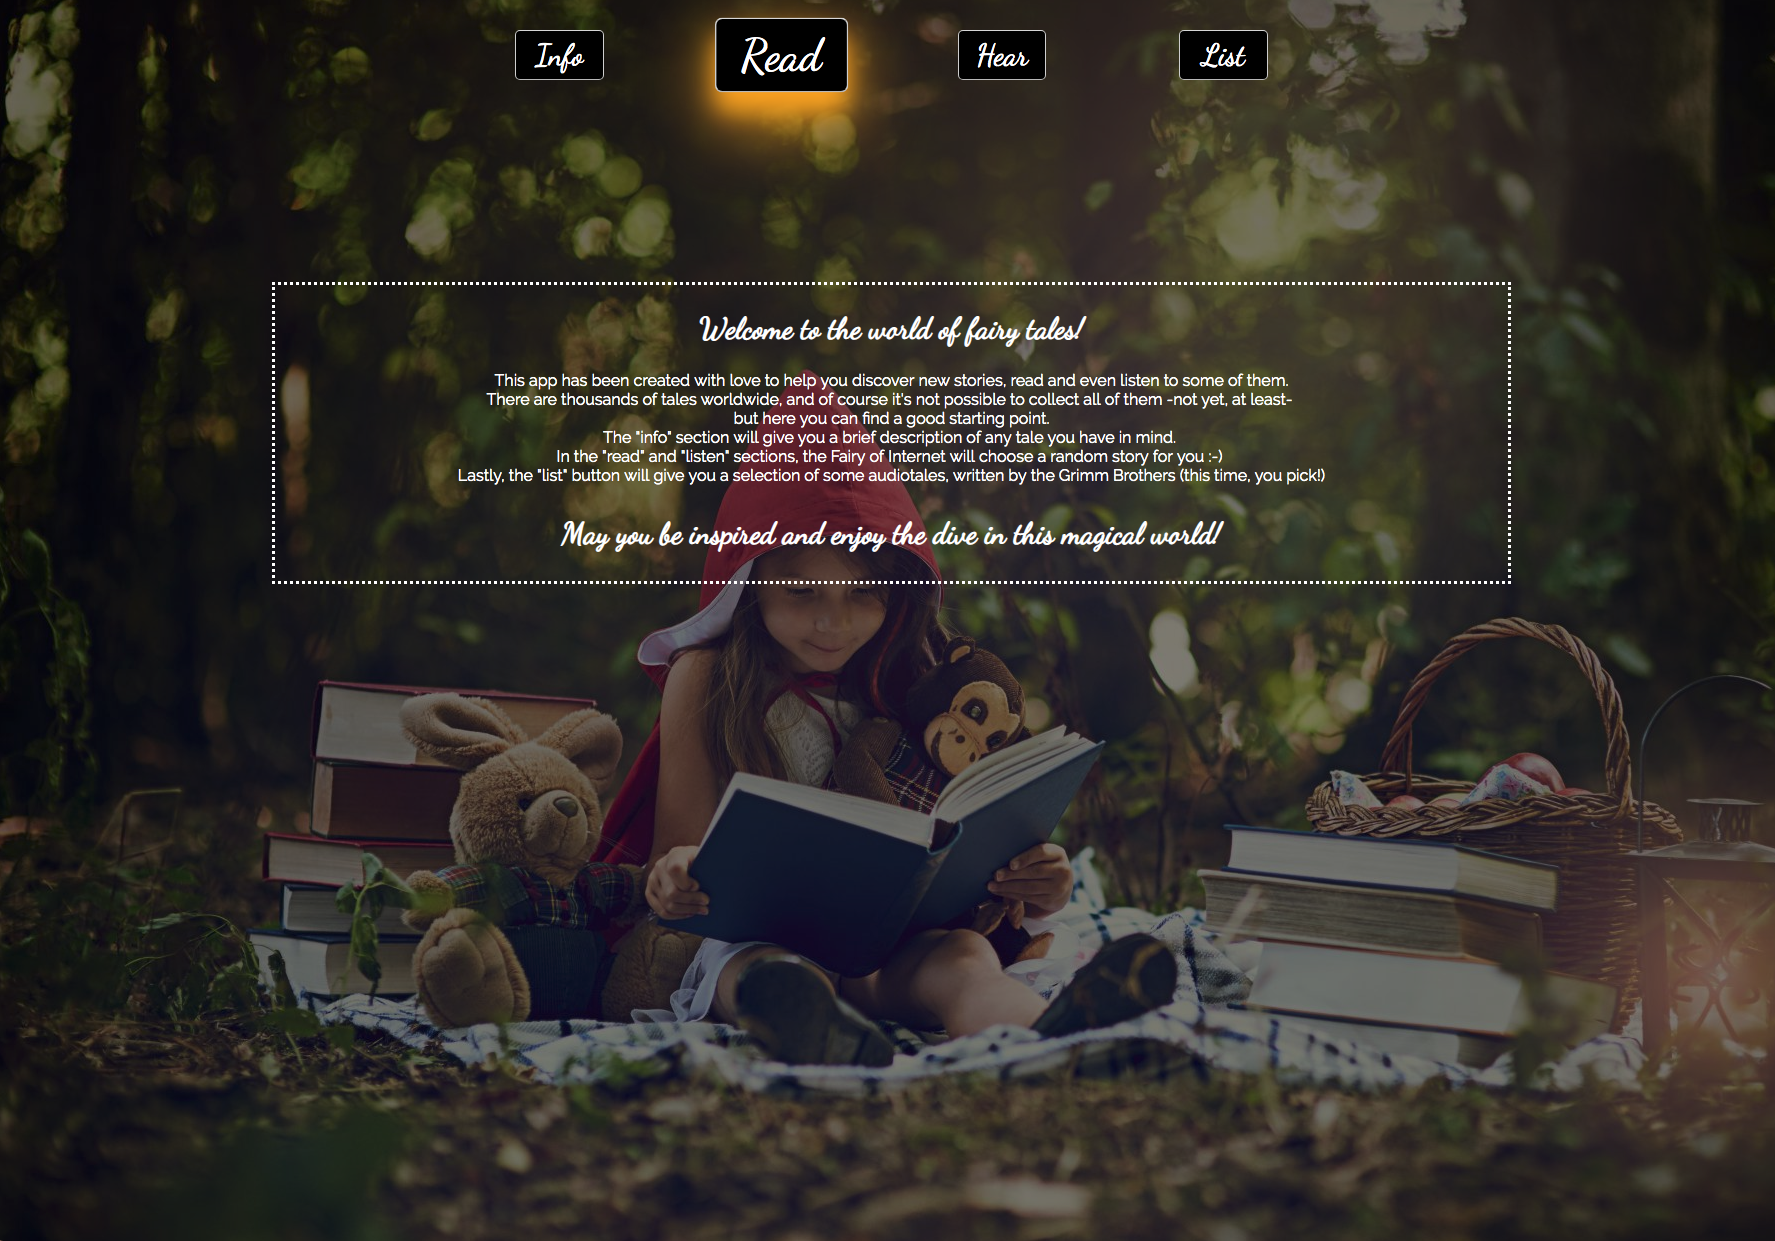 Info
Read
Hear
List
Welcome to the world of fairy tales!
This app has been created with love to help you discover new stories, read and even listen to some of them.
There are thousands of tales worldwide, and of course it's not possible to collect all of them -not yet, at least-
but here you can find a good starting point.
The "info" section will give you a brief description of any tale you have in mind.
In the "read" and "listen" sections, the Fairy of Internet will choose a random story for you :-)
Lastly, the "list" button will give you a selection of some audiotales, written by the Grimm Brothers (this time, you pick!)
May you be inspired and enjoy the dive in this magical world!